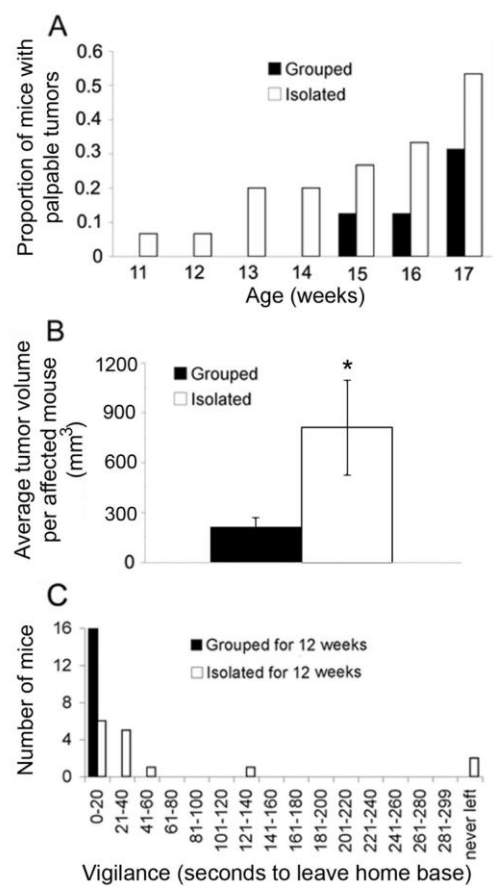 A
Proportion of mice with
palpable tumors
0.6
0.5
0.4
0.3
0.2
0.1
0
Grouped
Isolated
11 12 13 14 15 16 17
Age (weeks)
B
Average tumor volume
per affected mouse
(mm³)
1200
900
600
300
0
Grouped
Isolated
*
C
Number of mice
16
12
8
4
0
Grouped for 12 weeks
Isolated for 12 weeks
0-20
21-40
41-60
61-80
81-100
101-120
121-140
141-160
161-180
181-200
201-220
221-240
241-260
261-280
281-299
never left
Vigilance (seconds to leave home base)